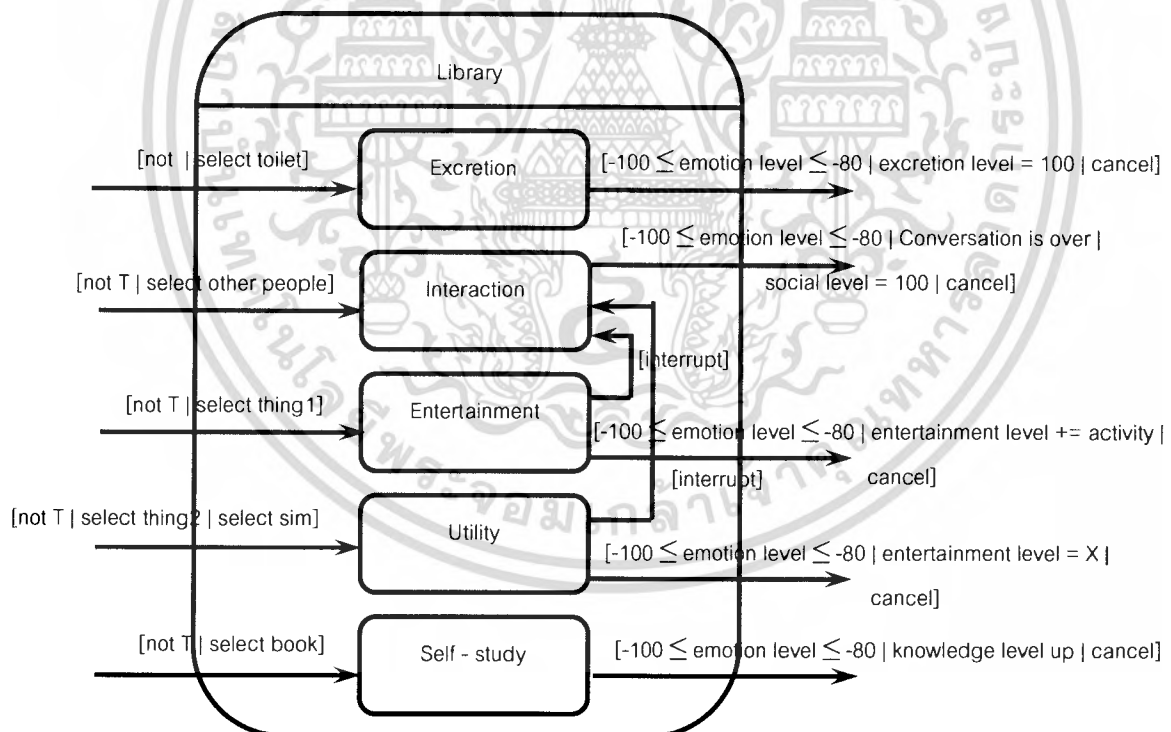 Library
[not | select toilet]
Excretion
[-100 ≤ emotion level ≤ -80 | excretion level = 100 | cancel]
[-100 ≤ emotion level ≤ -80 | Conversation is over |
social level = 100 | cancel]
[not T | select other people]
Interaction
[interrupt]
[not T | select thing1]
Entertainment
[-100 ≤ emotion level ≤ -80 | entertainment level += activity |
cancel]
[interrupt]
[not T | select thing2 | select sim]
Utility
[-100 ≤ emotion level ≤ -80 | entertainment level = X |
cancel]
[not T | select book]
Self - study
[-100 ≤ emotion level ≤ -80 | knowledge level up | cancel]